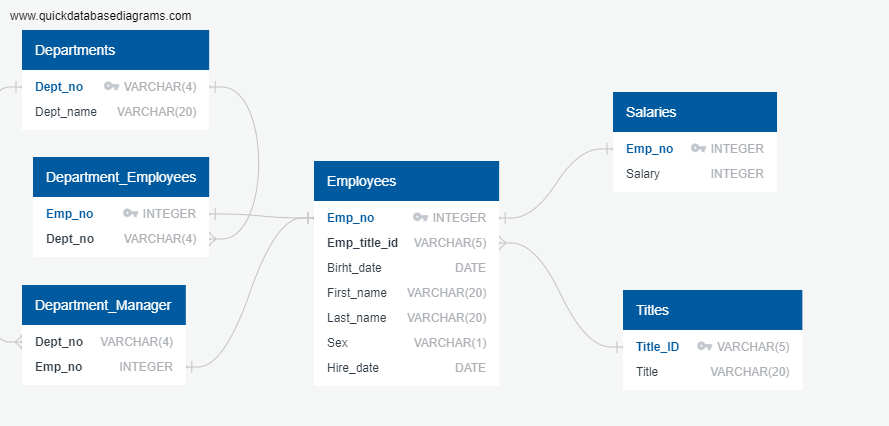 www.quickdatabasediagrams.com
Departments
Dept_no VARCHAR(4)
Dept_name VARCHAR(20)
Department_Employees
Emp_no INTEGER
Dept_no VARCHAR(4)
Department_Manager
Dept_no VARCHAR(4)
Emp_no INTEGER
Employees
Emp_no INTEGER
Emp_title_id VARCHAR(5)
Birht_date DATE
First_name VARCHAR(20)
Last_name VARCHAR(20)
Sex VARCHAR(1)
Hire_date DATE
Salaries
Emp_no INTEGER
Salary INTEGER
Titles
Title_ID VARCHAR(5)
Title VARCHAR(20)